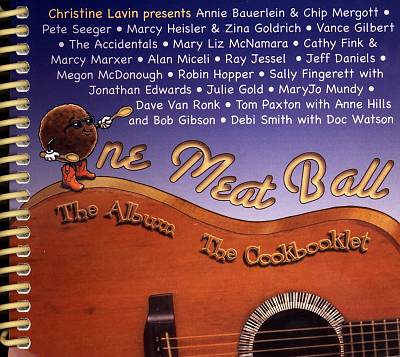 Christine Lavin presents Annie Bauerlein & Chip Mergott •
Pete Seeger • Marcy Heisler & Zina Goldrich • Vance Gilbert
• The Accidentals • Mary Liz McNamara • Cathy Fink &
Marcy Marxer • Alan Miceli • Ray Jessel • Jeff Daniels •
Megon McDonough • Robin Hopper • Sally Fingerett with
Jonathan Edwards • Julie Gold • MaryJo Mundy •
Dave Van Ronk • Tom Paxton with Anne Hills
and Bob Gibson • Debi Smith with Doc Watson
One Meat Ball
The Album
The Cookbooklet